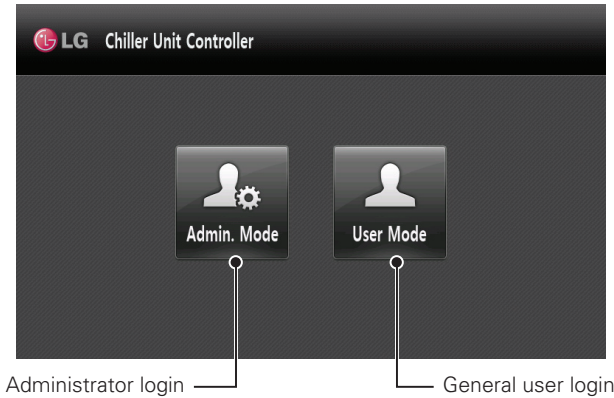 LG Chiller Unit Controller
Admin. Mode User Mode
Administrator login General user login